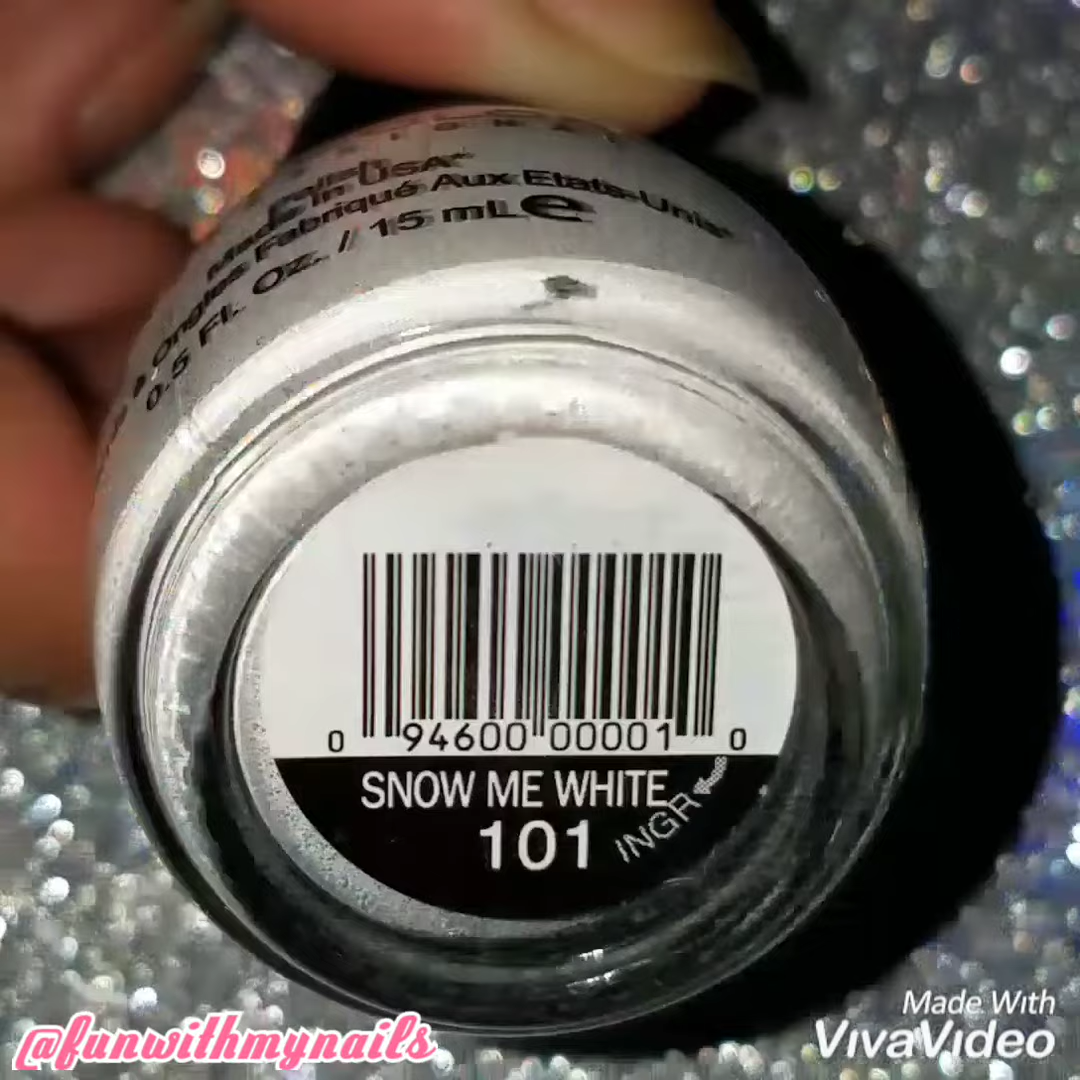 Made in USA*
à Ongles Fabriqué Aux Etats-Unis*
0.5 Fl. Oz. // 15 mL e
0 94600 00001 0
SNOW ME WHITE
101
INGR
@funwithmynails
Made With
VivaVideo